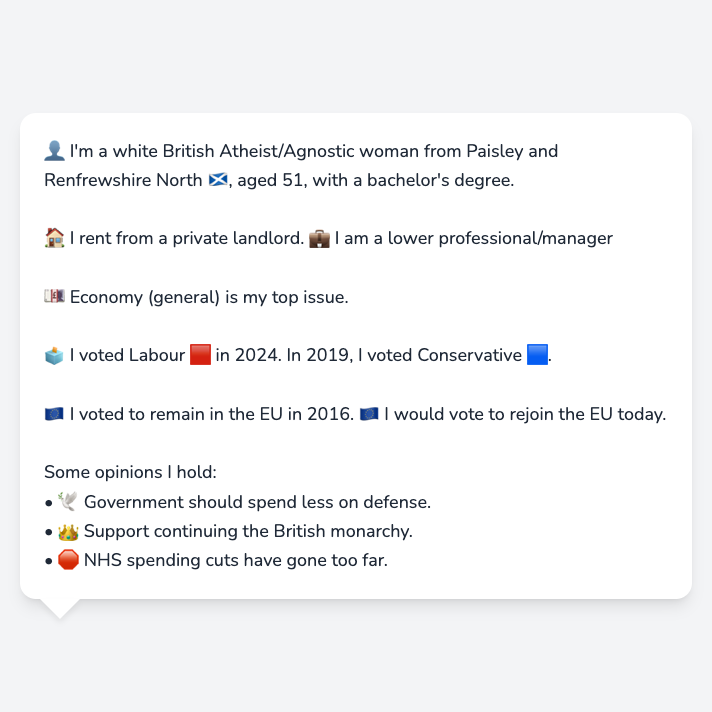 👤 I'm a white British Atheist/Agnostic woman from Paisley and
Renfrewshire North 🏴󠁧󠁢󠁳󠁣󠁴󠁿, aged 51, with a bachelor's degree.
🏠 I rent from a private landlord. 💼 I am a lower professional/manager
💷 Economy (general) is my top issue.
🗳️ I voted Labour 🟥 in 2024. In 2019, I voted Conservative 🟦.
🇪🇺 I voted to remain in the EU in 2016. 🇪🇺 I would vote to rejoin the EU today.
Some opinions I hold:
• 🕊️ Government should spend less on defense.
• 👑 Support continuing the British monarchy.
• 🛑 NHS spending cuts have gone too far.